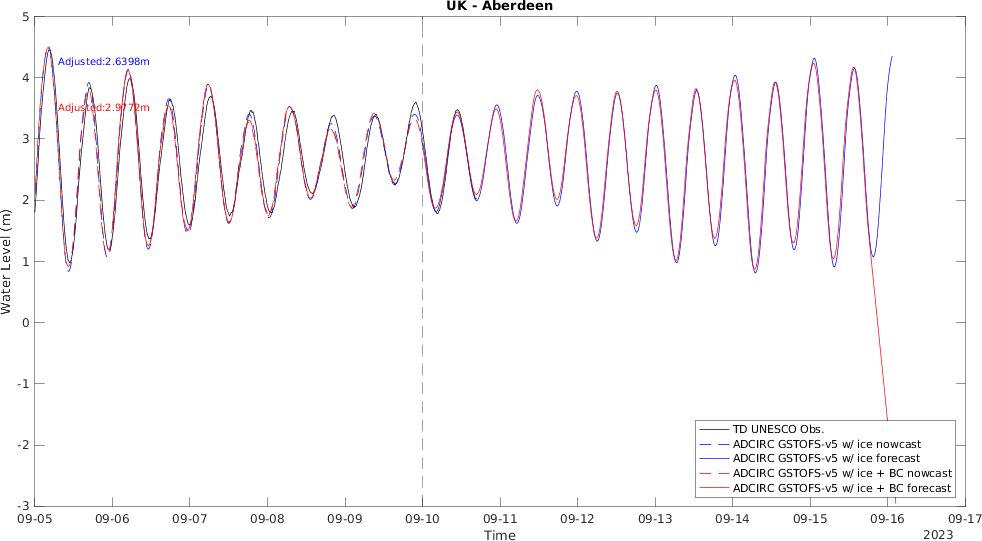 UK - Aberdeen
5
4
3
2
1
0
-1
-2
-3
Water Level (m)
Adjusted:2.6398m
Adjusted:2.9772m
TD UNESCO Obs.
ADCIRC GSTOFS-v5 w/ ice nowcast
ADCIRC GSTOFS-v5 w/ ice forecast
ADCIRC GSTOFS-v5 w/ ice + BC nowcast
ADCIRC GSTOFS-v5 w/ ice + BC forecast
09-05 09-06 09-07 09-08 09-09 09-10 09-11 09-12 09-13 09-14 09-15 09-16 09-17
Time
2023